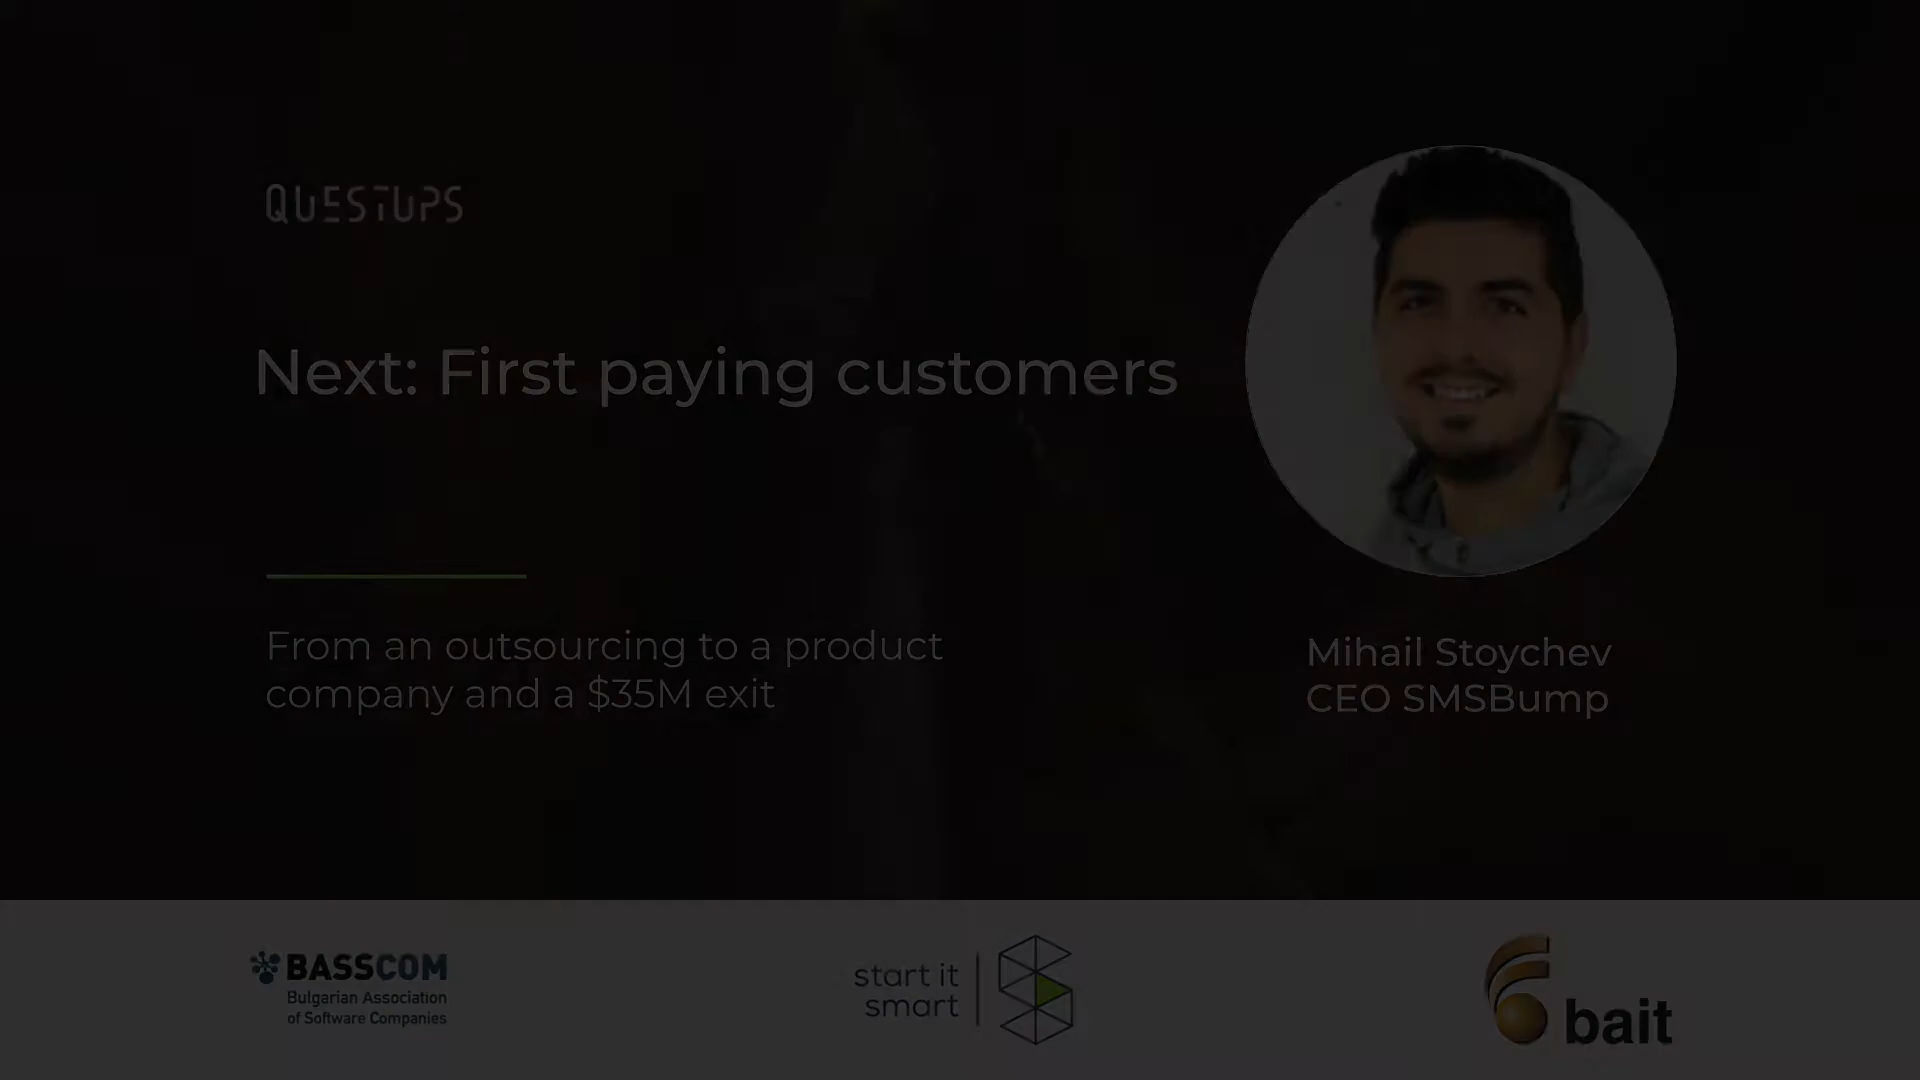 QUESTUPS
Next: First paying customers
From an outsourcing to a product
company and a $35M exit
Mihail Stoychev
CEO SMSBump
BASSCOM
Bulgarian Association
of Software Companies
start it
smart
bait